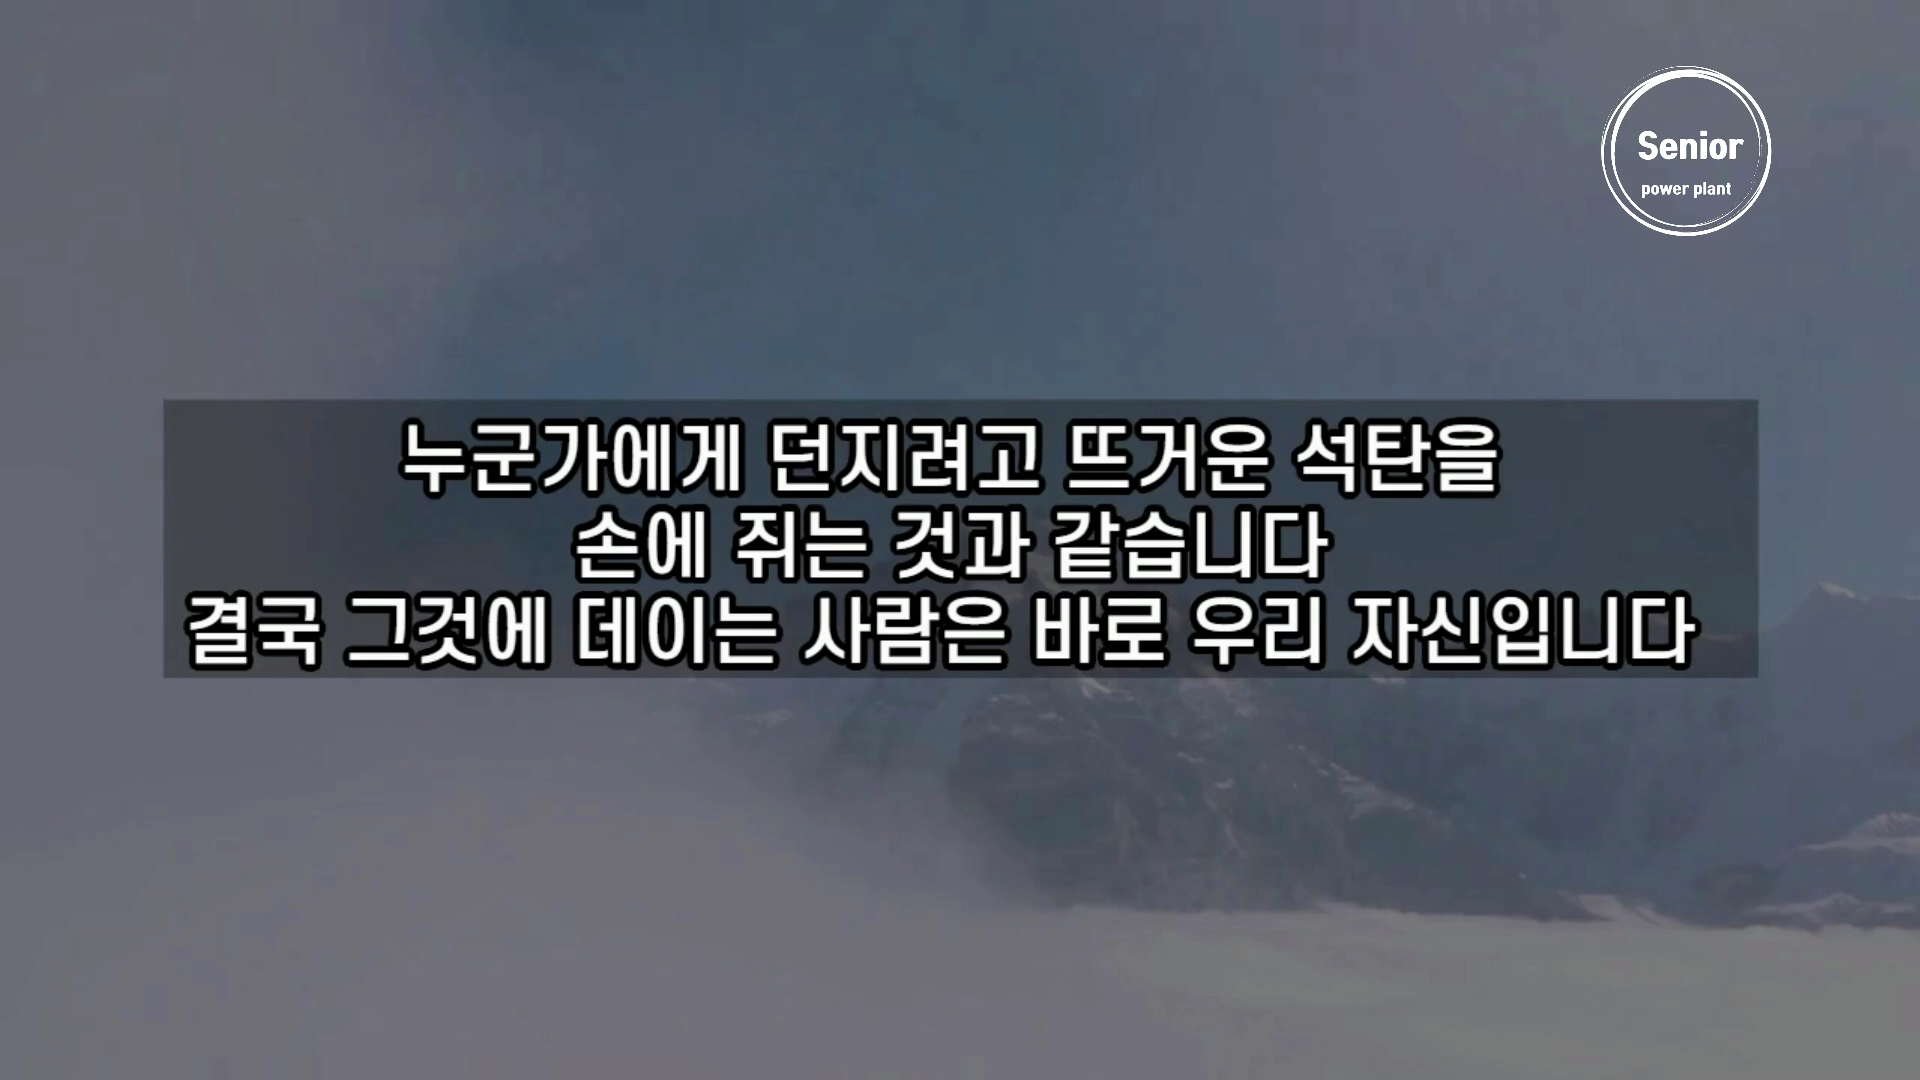 Senior
power plant
누군가에게 던지려고 뜨거운 석탄을
손에 쥐는 것과 같습니다
결국 그것에 데이는 사람은 바로 우리 자신입니다